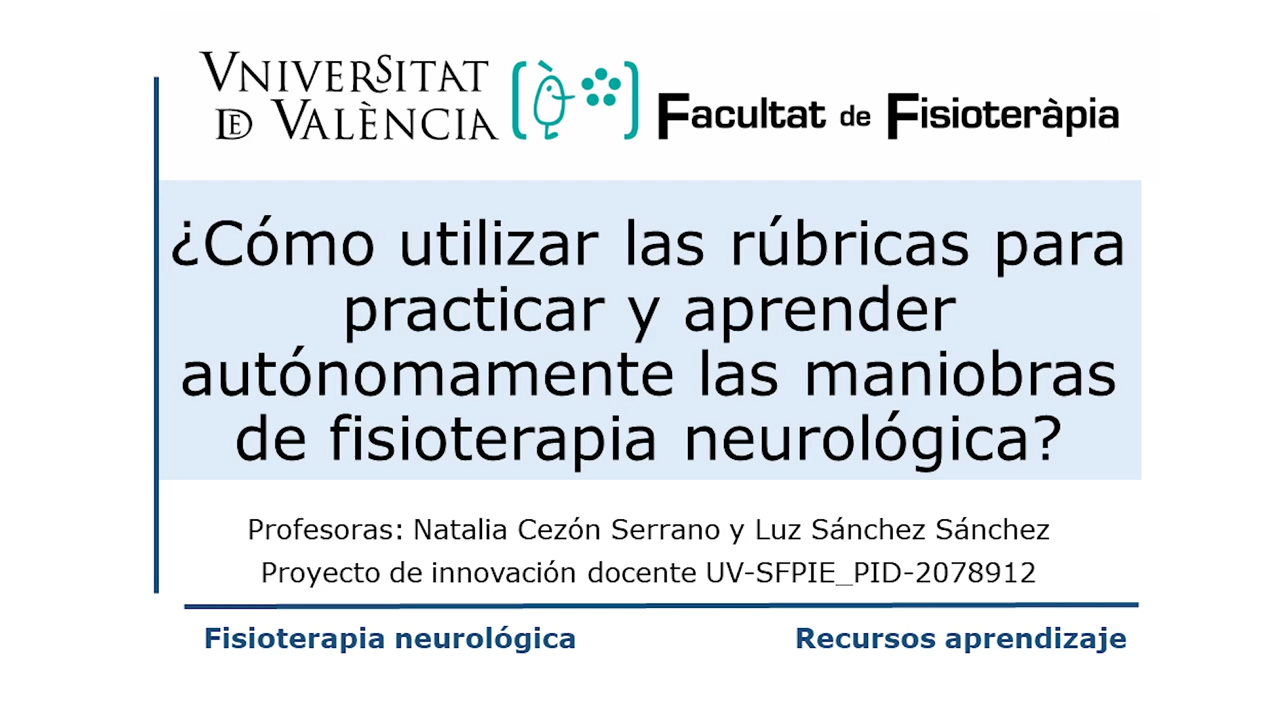 VNIVERSITAT
DE VALÈNCIA
Facultat de Fisioteràpia
¿Cómo utilizar las rúbricas para
practicar y aprender
autónomamente las maniobras
de fisioterapia neurológica?
Profesoras: Natalia Cezón Serrano y Luz Sánchez Sánchez
Proyecto de innovación docente UV-SFPIE_PID-2078912
Fisioterapia neurológica
Recursos aprendizaje